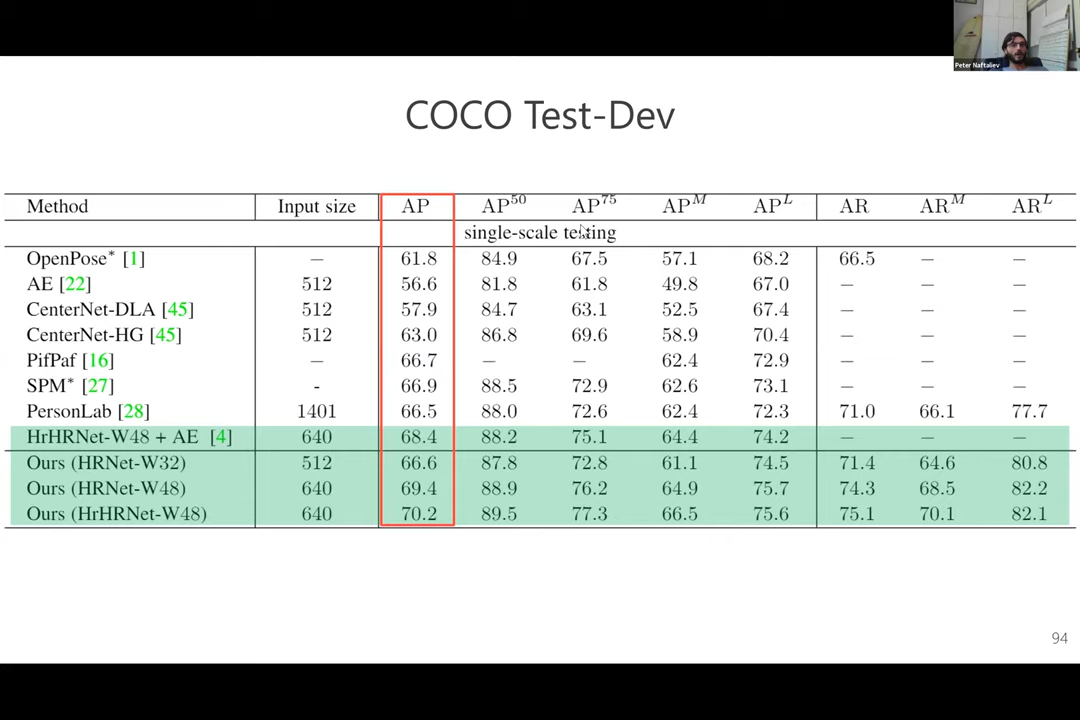 Peter Naftaliev
COCO Test-Dev
Method Input size AP AP^50 AP^75 AP^M AP^L AR AR^M AR^L
single-scale testing
OpenPose* [1] – 61.8 84.9 67.5 57.1 68.2 66.5 – –
AE [22] 512 56.6 81.8 61.8 49.8 67.0 – – –
CenterNet-DLA [45] 512 57.9 84.7 63.1 52.5 67.4 – – –
CenterNet-HG [45] 512 63.0 86.8 69.6 58.9 70.4 – – –
PifPaf [16] – 66.7 – – 62.4 72.9 – – –
SPM* [27] - 66.9 88.5 72.9 62.6 73.1 – – –
PersonLab [28] 1401 66.5 88.0 72.6 62.4 72.3 71.0 66.1 77.7
HrHRNet-W48 + AE [4] 640 68.4 88.2 75.1 64.4 74.2 – – –
Ours (HRNet-W32) 512 66.6 87.8 72.8 61.1 74.5 71.4 64.6 80.8
Ours (HRNet-W48) 640 69.4 88.9 76.2 64.9 75.7 74.3 68.5 82.2
Ours (HrHRNet-W48) 640 70.2 89.5 77.3 66.5 75.6 75.1 70.1 82.1
94